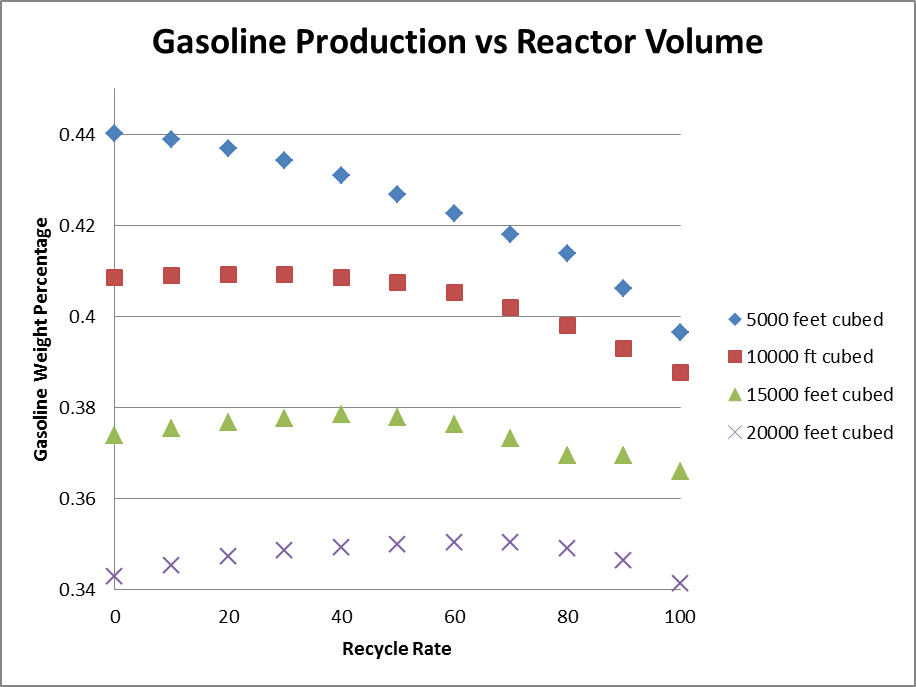 Gasoline Production vs Reactor Volume
Gasoline Weight Percentage
0.44
0.42
0.4
0.38
0.36
0.34
0 20 40 60 80 100
Recycle Rate
5000 feet cubed
10000 ft cubed
15000 feet cubed
20000 feet cubed